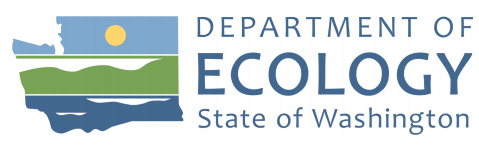 DEPARTMENT OF
ECOLOGY
State of Washington